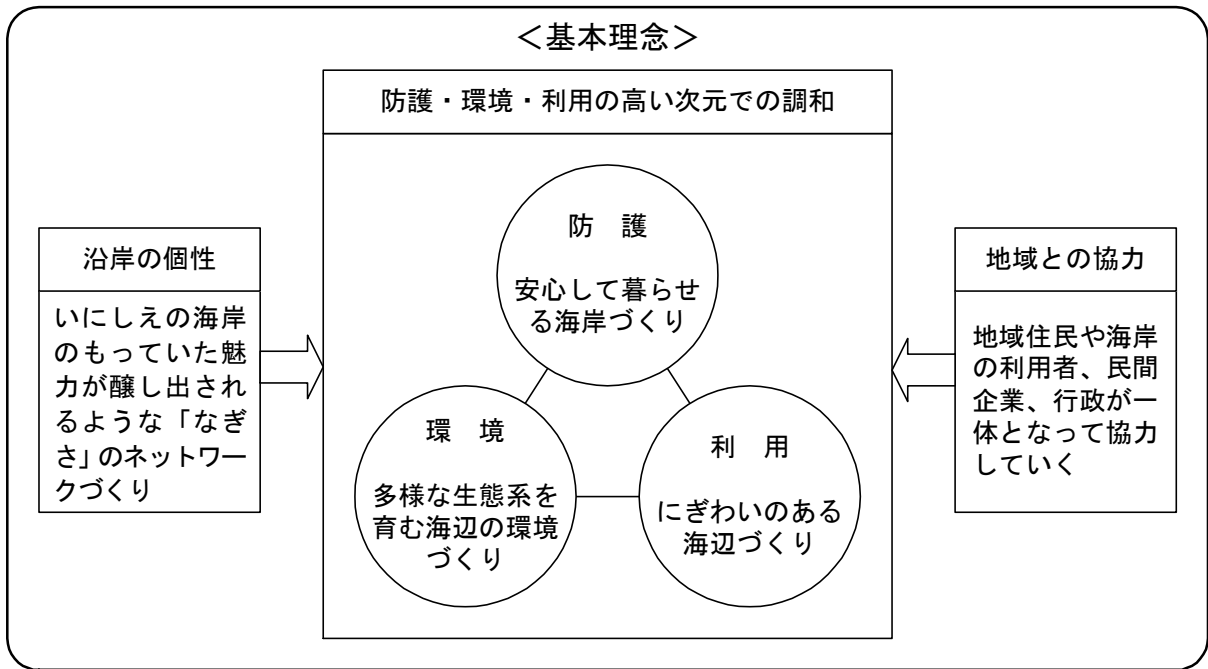 ＜基本理念＞
防護・環境・利用の高い次元での調和
防　護
安心して暮らせ
る海岸づくり
沿岸の個性
いにしえの海岸
のもっていた魅
力が醸し出され
るような「なぎ
さ」のネットワー
クづくり
環　境
多様な生態系を
育む海辺の環境
づくり
利　用
にぎわいのある
海辺づくり
地域との協力
地域住民や海岸
の利用者、民間
企業、行政が一
体となって協力
していく